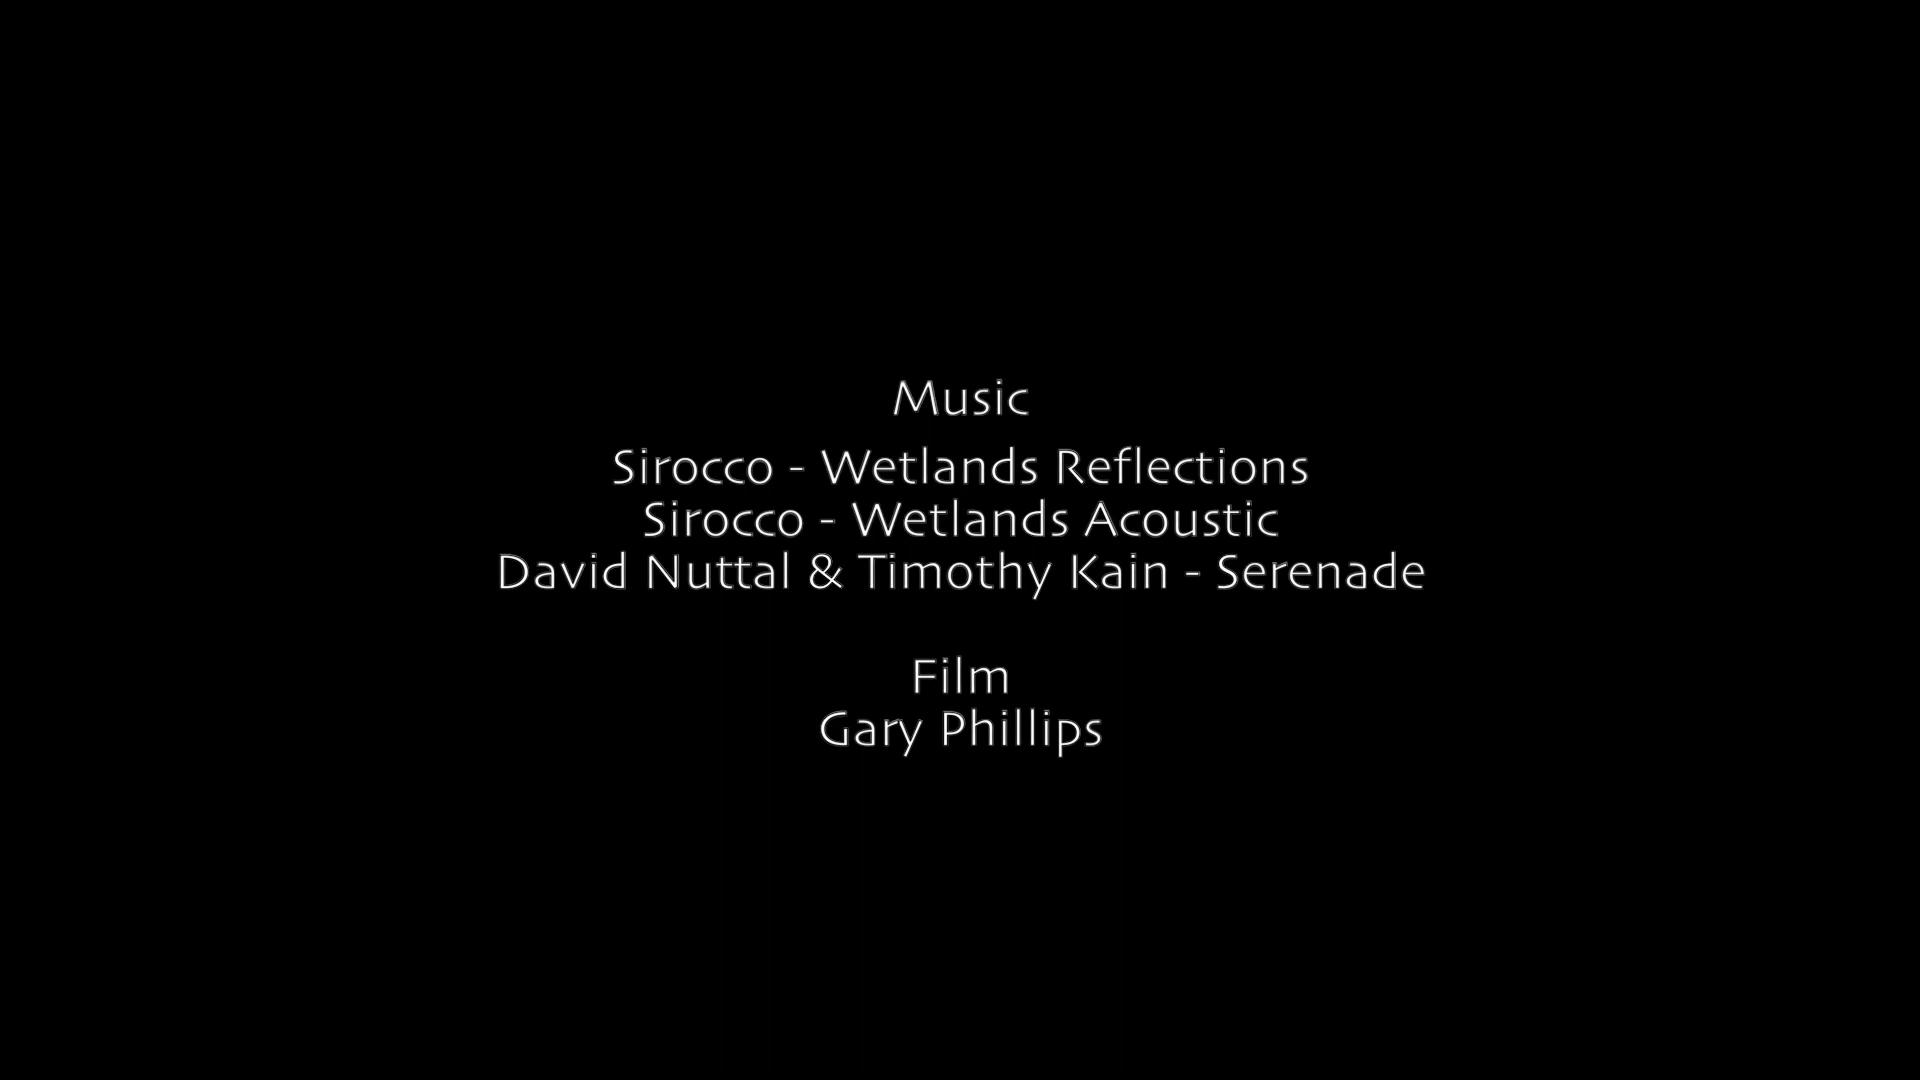 Music
Sirocco - Wetlands Reflections
Sirocco - Wetlands Acoustic
David Nuttal & Timothy Kain - Serenade
Film
Gary Phillips